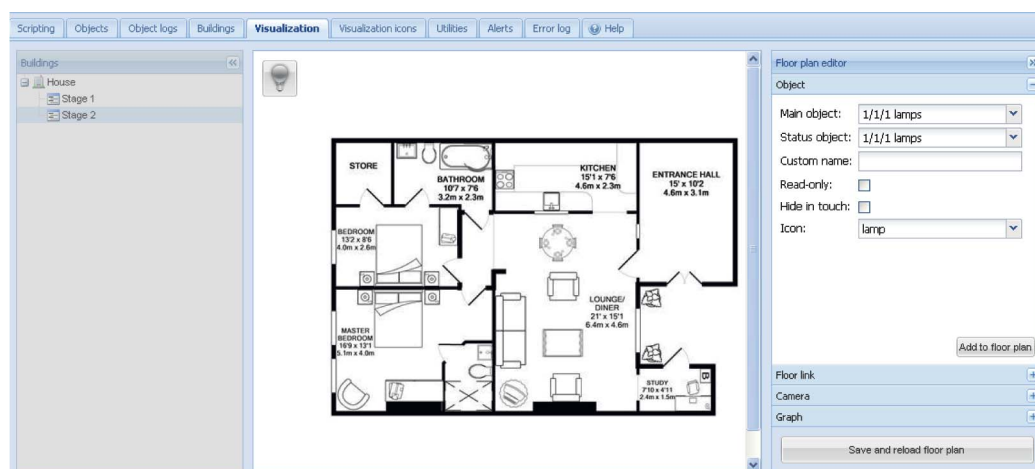 Scripting Objects Object logs Buildings Visualization Visualization icons Utilities Alerts Error log Help
Buildings
House
Stage 1
Stage 2
STORE
BATHROOM
10'7 x 7'6
3.2m x 2.3m
KITCHEN
15'1 x 7'6
4.6m x 2.3m
ENTRANCE HALL
15' x 10'2
4.6m x 3.1m
BEDROOM
13'2 x 8'6
4.0m x 2.6m
LOUNGE/
DINER
21' x 15'1
6.4m x 4.6m
MASTER
BEDROOM
16'9 x 13'1
5.1m x 4.0m
STUDY
7'10 x 4'11
2.4m x 1.5m
B
Floor plan editor
Object
Main object: 1/1/1 lamps
Status object: 1/1/1 lamps
Custom name:
Read-only:
Hide in touch:
Icon: lamp
Add to floor plan
Floor link
Camera
Graph
Save and reload floor plan